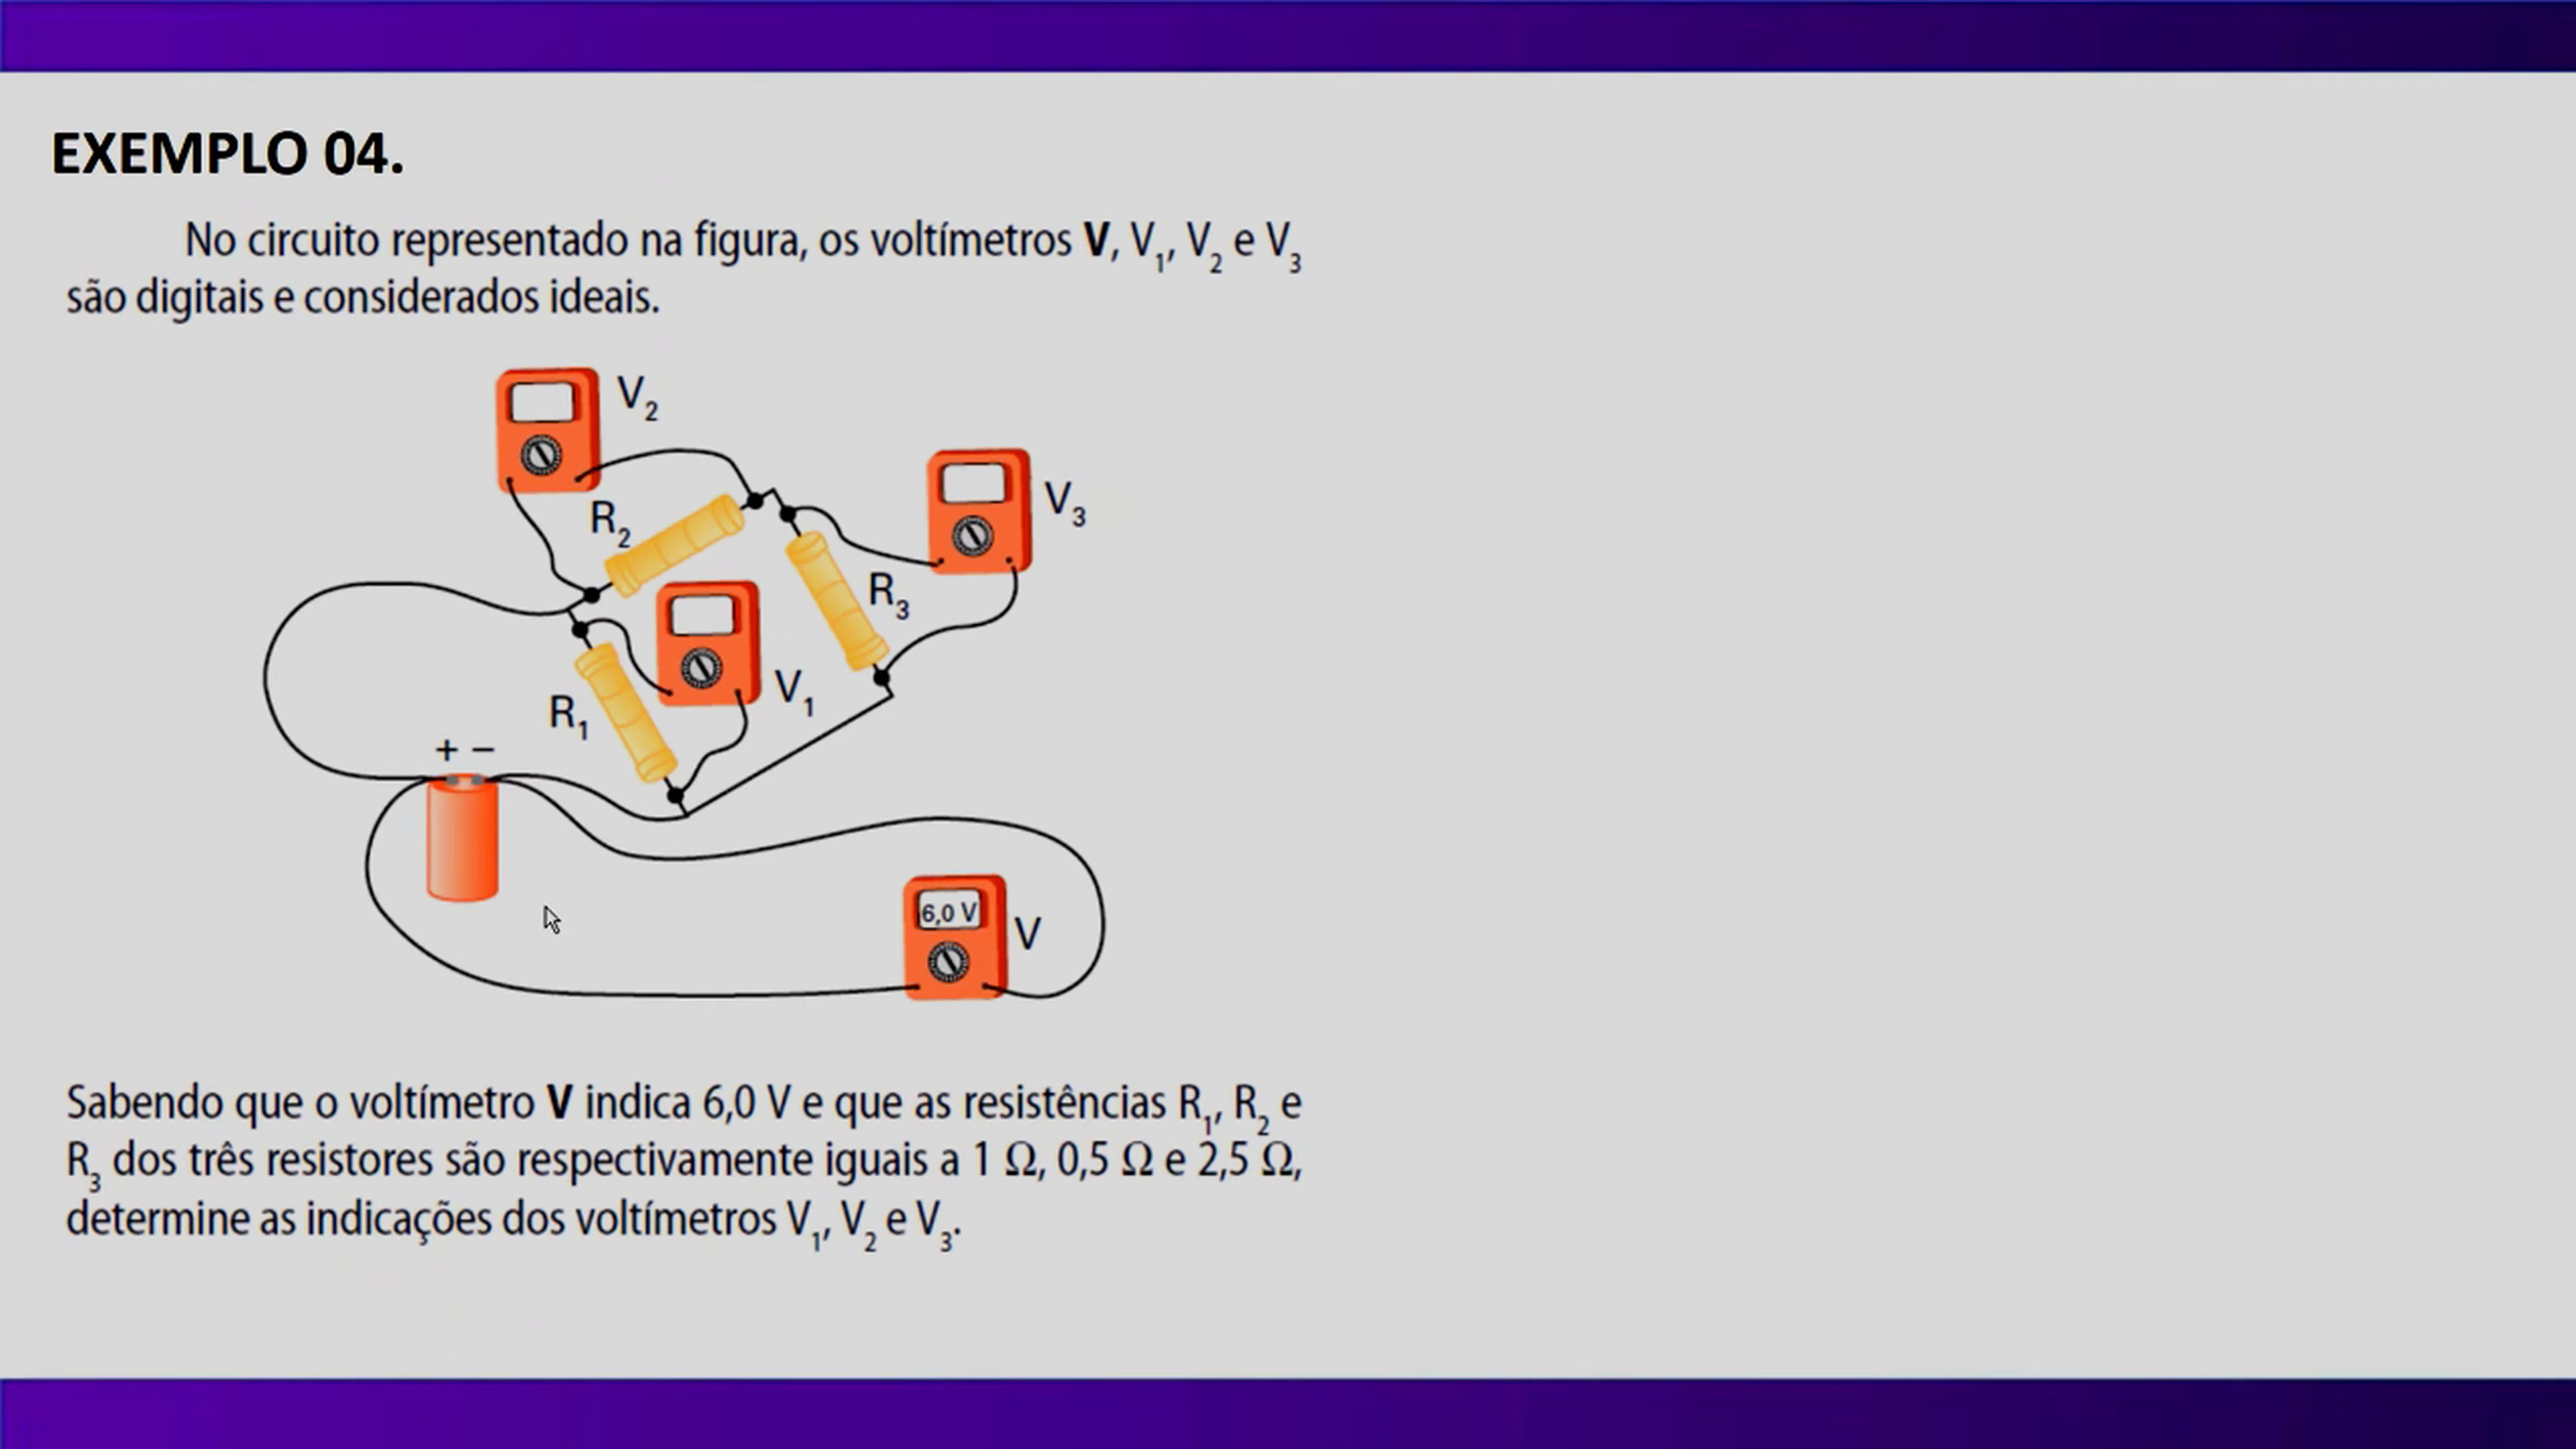 EXEMPLO 04.
No circuito representado na figura, os voltímetros V, V₁, V₂ e V₃
são digitais e considerados ideais.
V₂
V₃
R₂
R₃
V₁
R₁
+ −
6,0 V
V
Sabendo que o voltímetro V indica 6,0 V e que as resistências R₁, R₂ e
R₃ dos três resistores são respectivamente iguais a 1 Ω, 0,5 Ω e 2,5 Ω,
determine as indicações dos voltímetros V₁, V₂ e V₃.